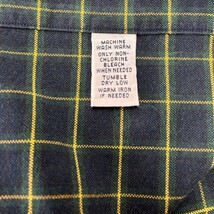 MACHINE
WASH WARM
ONLY NON-
CHLORINE
BLEACH
WHEN NEEDED
TUMBLE
DRY LOW
WARM IRON
IF NEEDED